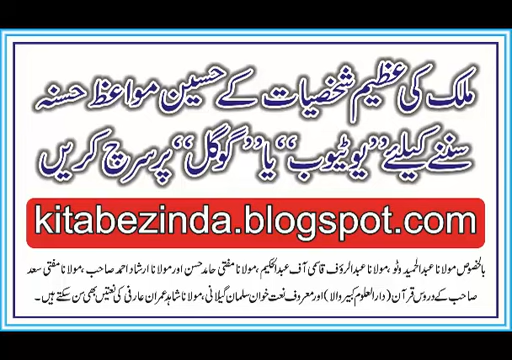 ملک کی عظیم شخصیات کے حسین مواعظ حسنہ
سننے کیلئے ”یوٹیوب“ یا ”گوگل“ پر سرچ کریں
kitabezinda.blogspot.com
بالخصوص مولانا عبدالحمید وٹو، مولانا عبدالرؤف قاسمی آف عبدالحکیم، مولانا مفتی حامد حسن اور مولانا ارشاد احمد صاحب، مولانا مفتی سعد
صاحب کے دروس قرآن (دارالعلوم کبیروالا) اور معروف نعت خوان سلمان گیلانی، مولانا شاہد عمران عارفی کی نعتیں بھی سن سکتے ہیں۔